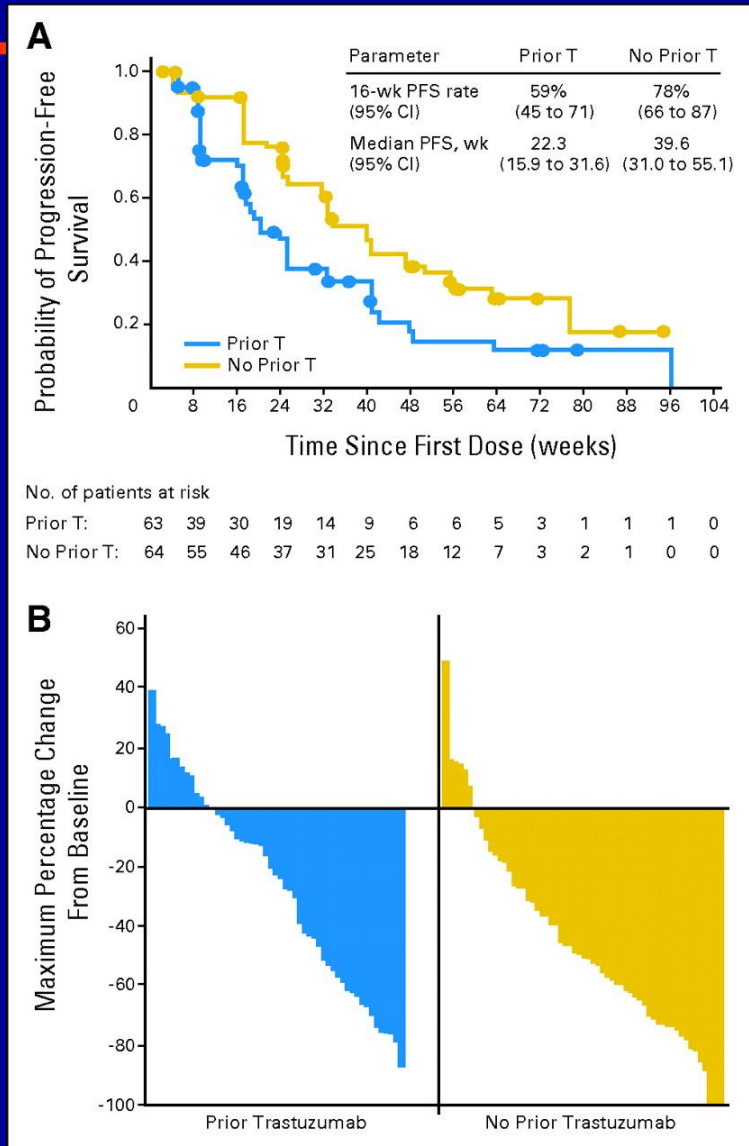 A
Probability of Progression-Free
Survival
1.0
0.8
0.6
0.4
0.2
Parameter Prior T No Prior T
16-wk PFS rate 59% 78%
(95% CI) (45 to 71) (66 to 87)
Median PFS, wk 22.3 39.6
(95% CI) (15.9 to 31.6) (31.0 to 55.1)
Prior T
No Prior T
0 8 16 24 32 40 48 56 64 72 80 88 96 104
Time Since First Dose (weeks)
No. of patients at risk
Prior T: 63 39 30 19 14 9 6 6 5 3 1 1 1 0
No Prior T: 64 55 46 37 31 25 18 12 7 3 2 1 0 0
B
Maximum Percentage Change
From Baseline
60
40
20
0
-20
-40
-60
-80
-100
Prior Trastuzumab No Prior Trastuzumab